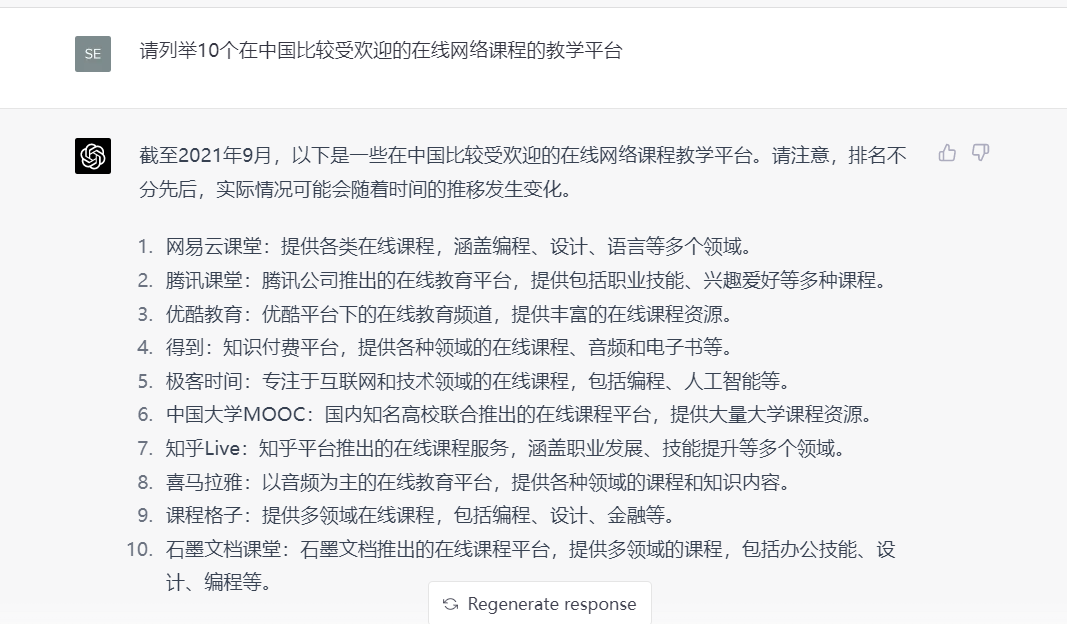 SE
请列举10个在中国比较受欢迎的在线网络课程的教学平台
截至2021年9月，以下是一些在中国比较受欢迎的在线网络课程教学平台。请注意，排名不
分先后，实际情况可能会随着时间的推移发生变化。
1. 网易云课堂：提供各类在线课程，涵盖编程、设计、语言等多个领域。
2. 腾讯课堂：腾讯公司推出的在线教育平台，提供包括职业技能、兴趣爱好等多种课程。
3. 优酷教育：优酷平台下的在线教育频道，提供丰富的在线课程资源。
4. 得到：知识付费平台，提供各种领域的在线课程、音频和电子书等。
5. 极客时间：专注于互联网和技术领域的在线课程，包括编程、人工智能等。
6. 中国大学MOOC：国内知名高校联合推出的在线课程平台，提供大量大学课程资源。
7. 知乎Live：知乎平台推出的在线课程服务，涵盖职业发展、技能提升等多个领域。
8. 喜马拉雅：以音频为主的在线教育平台，提供各种领域的课程和知识内容。
9. 课程格子：提供多领域在线课程，包括编程、设计、金融等。
10. 石墨文档课堂：石墨文档推出的在线课程平台，提供多领域的课程，包括办公技能、设
计、编程等。
Regenerate response